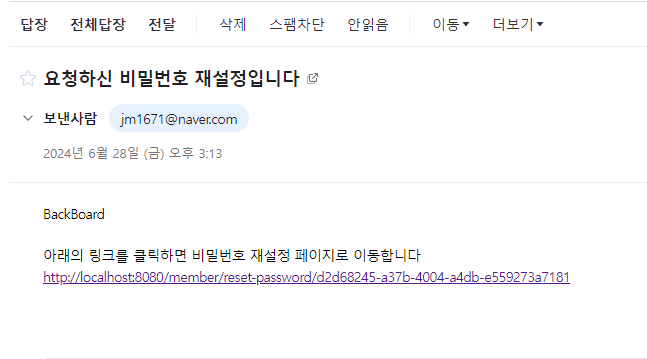 답장 전체답장 전달 삭제 스팸차단 안읽음 이동 더보기
요청하신 비밀번호 재설정입니다
보낸사람 jm1671@naver.com
2024년 6월 28일 (금) 오후 3:13
BackBoard
아래의 링크를 클릭하면 비밀번호 재설정 페이지로 이동합니다
http://localhost:8080/member/reset-password/d2d68245-a37b-4004-a4db-e559273a7181